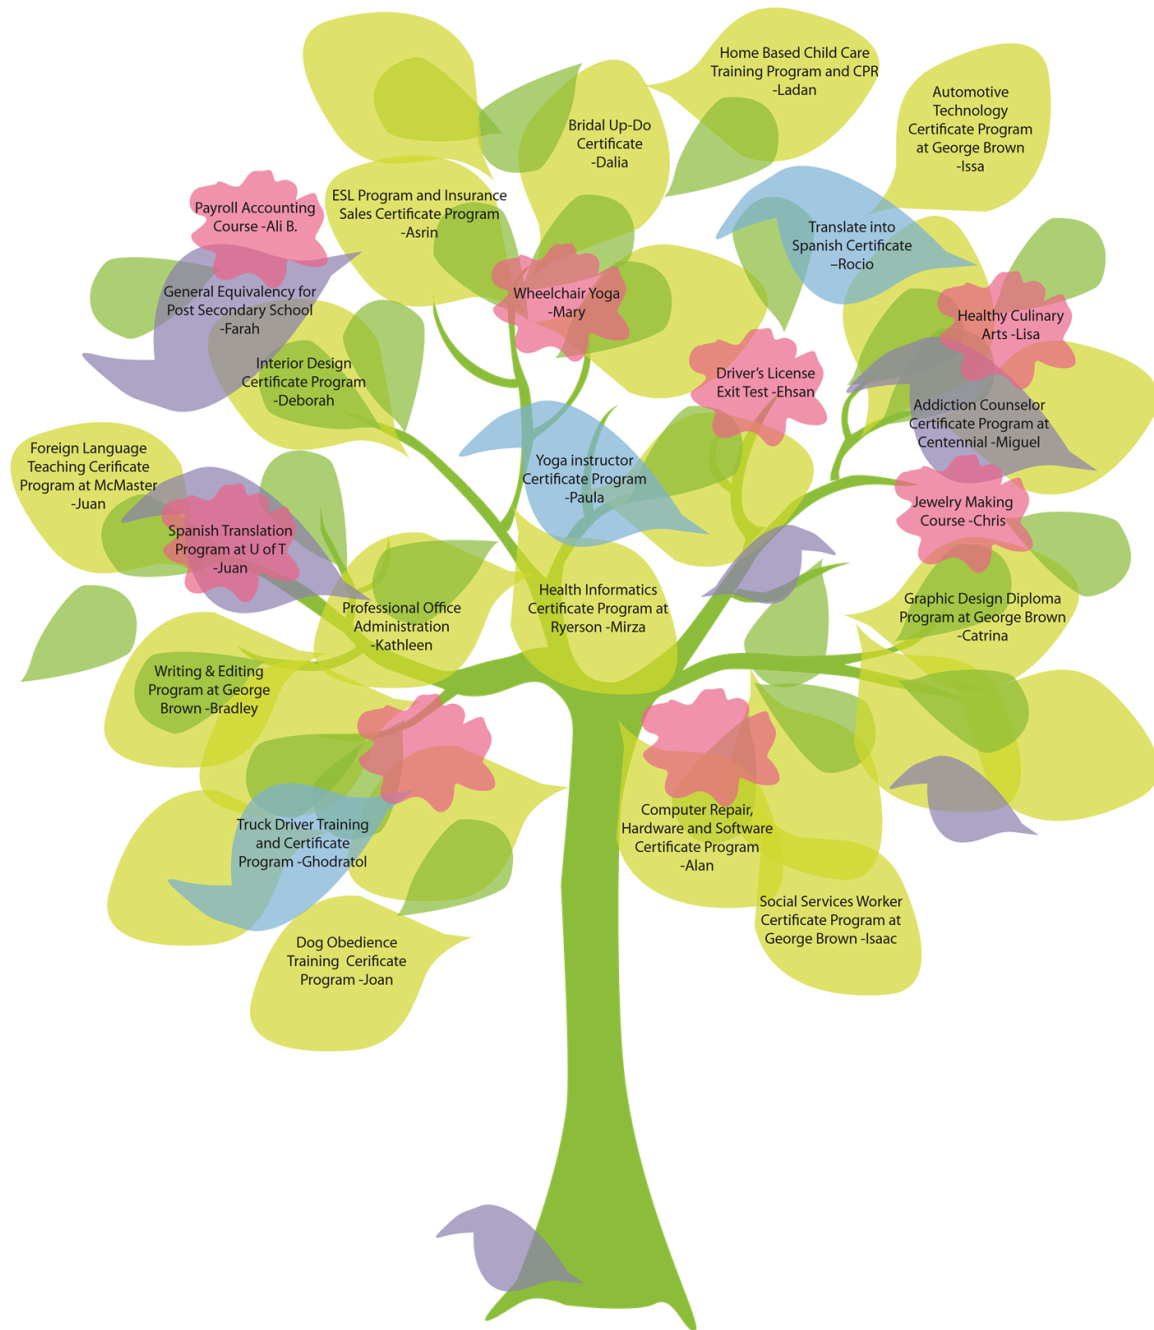 Home Based Child Care
Training Program and CPR
-Ladan
Automotive
Technology
Certificate Program
at George Brown
-Issa
Bridal Up-Do
Certificate
-Dalia
ESL Program and Insurance
Sales Certificate Program
-Asrin
Payroll Accounting
Course -Ali B.
Translate into
Spanish Certificate
–Rocio
General Equivalency for
Post Secondary School
-Farah
Wheelchair Yoga
-Mary
Healthy Culinary
Arts -Lisa
Interior Design
Certificate Program
-Deborah
Driver’s License
Exit Test -Ehsan
Addiction Counselor
Certificate Program at
Centennial -Miguel
Foreign Language
Teaching Cerificate
Program at McMaster
-Juan
Yoga instructor
Certificate Program
-Paula
Jewelry Making
Course -Chris
Spanish Translation
Program at U of T
-Juan
Health Informatics
Certificate Program at
Ryerson -Mirza
Graphic Design Diploma
Program at George Brown
-Catrina
Professional Office
Administration
-Kathleen
Writing & Editing
Program at George
Brown -Bradley
Computer Repair,
Hardware and Software
Certificate Program
-Alan
Truck Driver Training
and Certificate
Program -Ghodratol
Social Services Worker
Certificate Program at
George Brown -Isaac
Dog Obedience
Training  Cerificate
Program -Joan